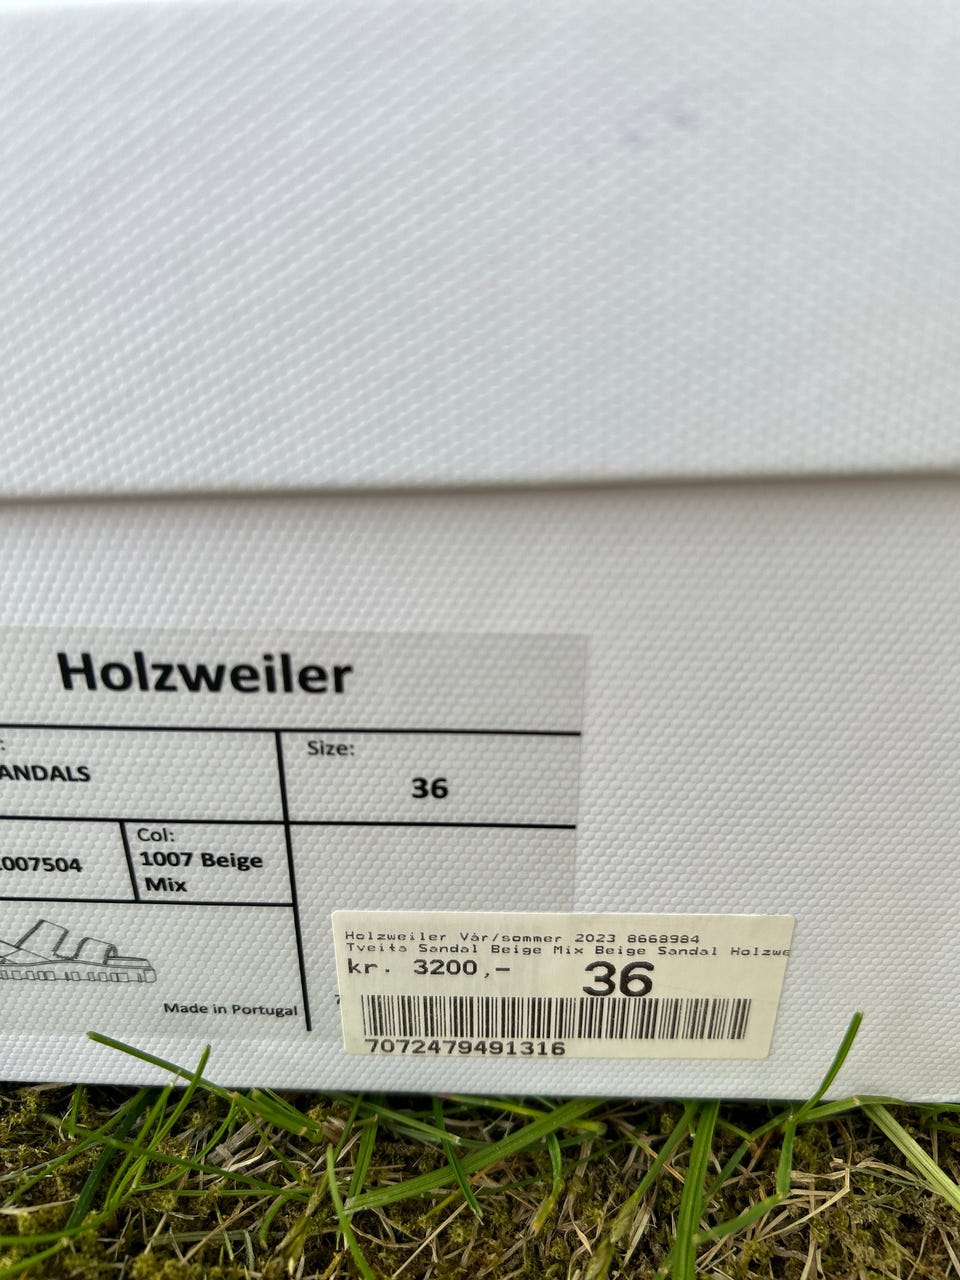 Holzweiler
:
ANDALS
Size:
36
1007504
Col:
1007 Beige
Mix
Made in Portugal
Holzweiler Vår/sommer 2023 8668984
Tveita Sandal Beige Mix Beige Sandal Holzwe
kr. 3200,-
36
7072479491316